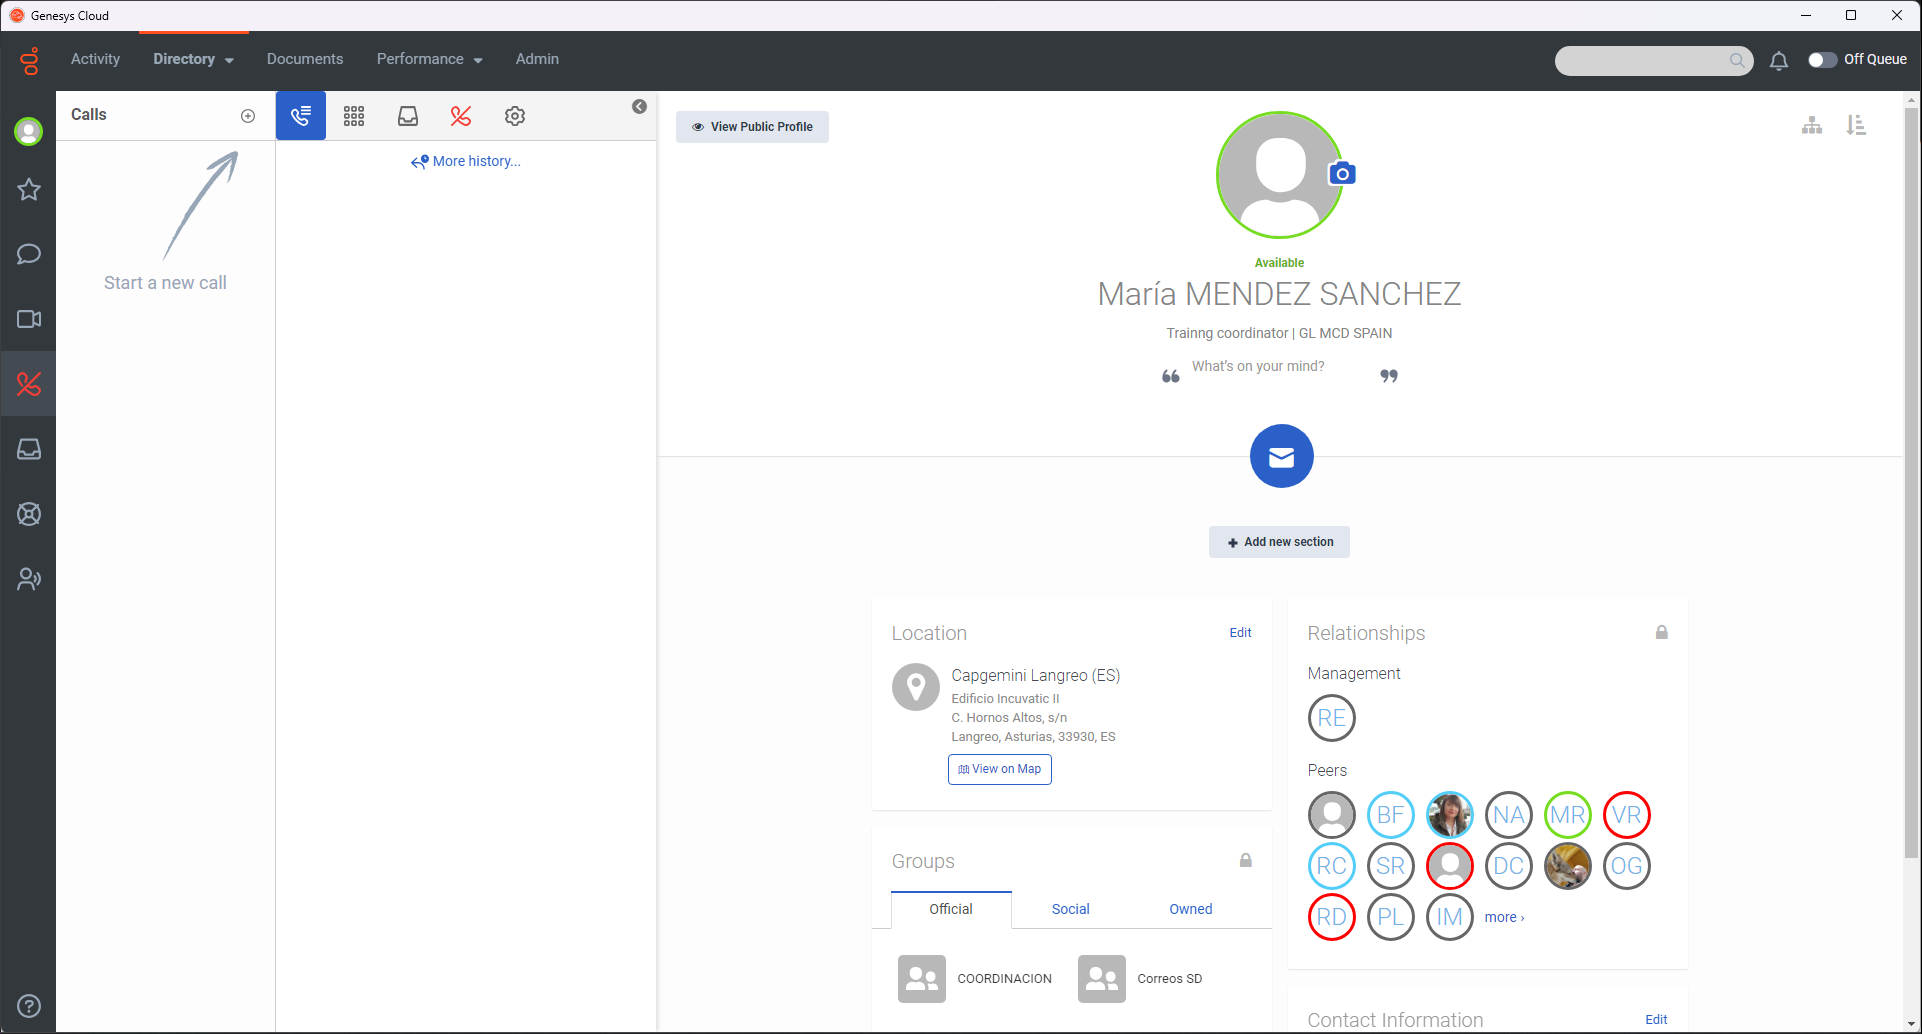 Genesys Cloud
Activity
Directory
Documents
Performance
Admin
Off Queue
Calls
Start a new call
More history...
View Public Profile
Available
María MENDEZ SANCHEZ
Trainng coordinator | GL MCD SPAIN
“ What's on your mind? ”
Add new section
Location
Edit
Capgemini Langreo (ES)
Edificio Incuvatic II
C. Hornos Altos, s/n
Langreo, Asturias, 33930, ES
View on Map
Groups
Official
Social
Owned
COORDINACION
Correos SD
Relationships
Management
RE
Peers
BF
NA
MR
VR
RC
SR
DC
OG
RD
PL
IM
more ›
Contact Information
Edit